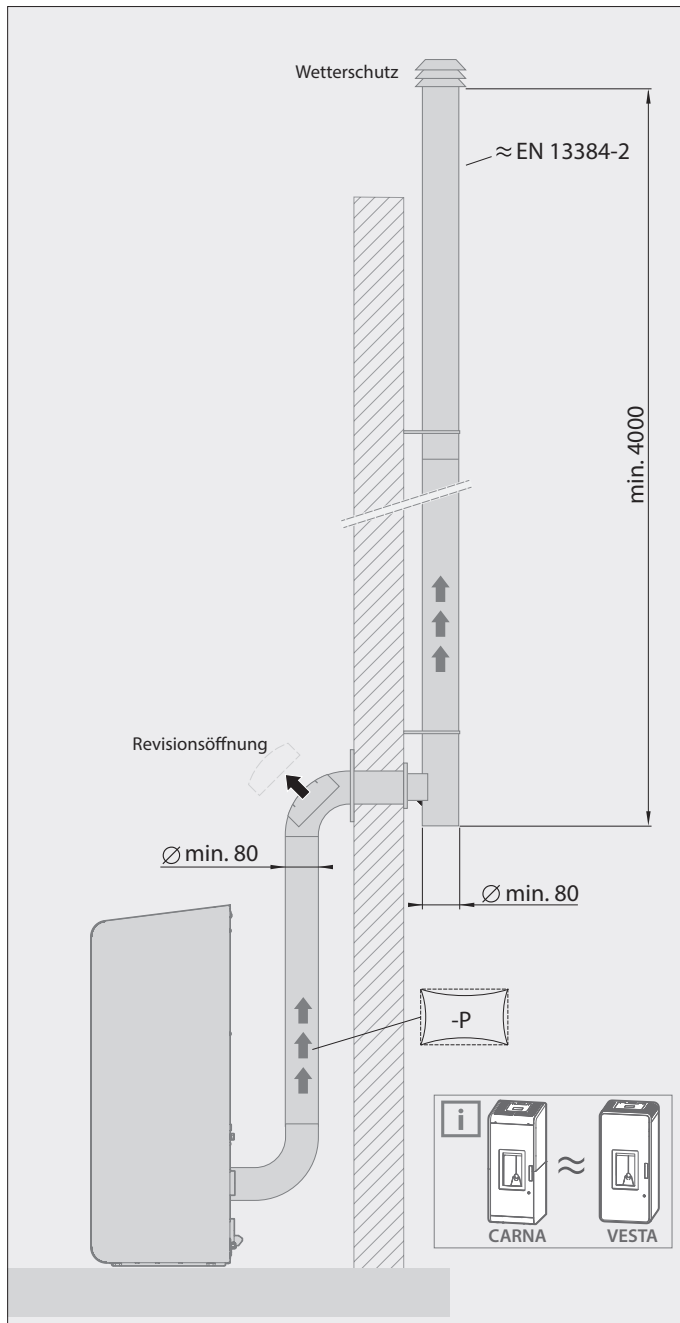 Wetterschutz
≈ EN 13384-2
min. 4000
Revisionsöffnung
∅ min. 80
∅ min. 80
-P
i
≈
CARNA
VESTA